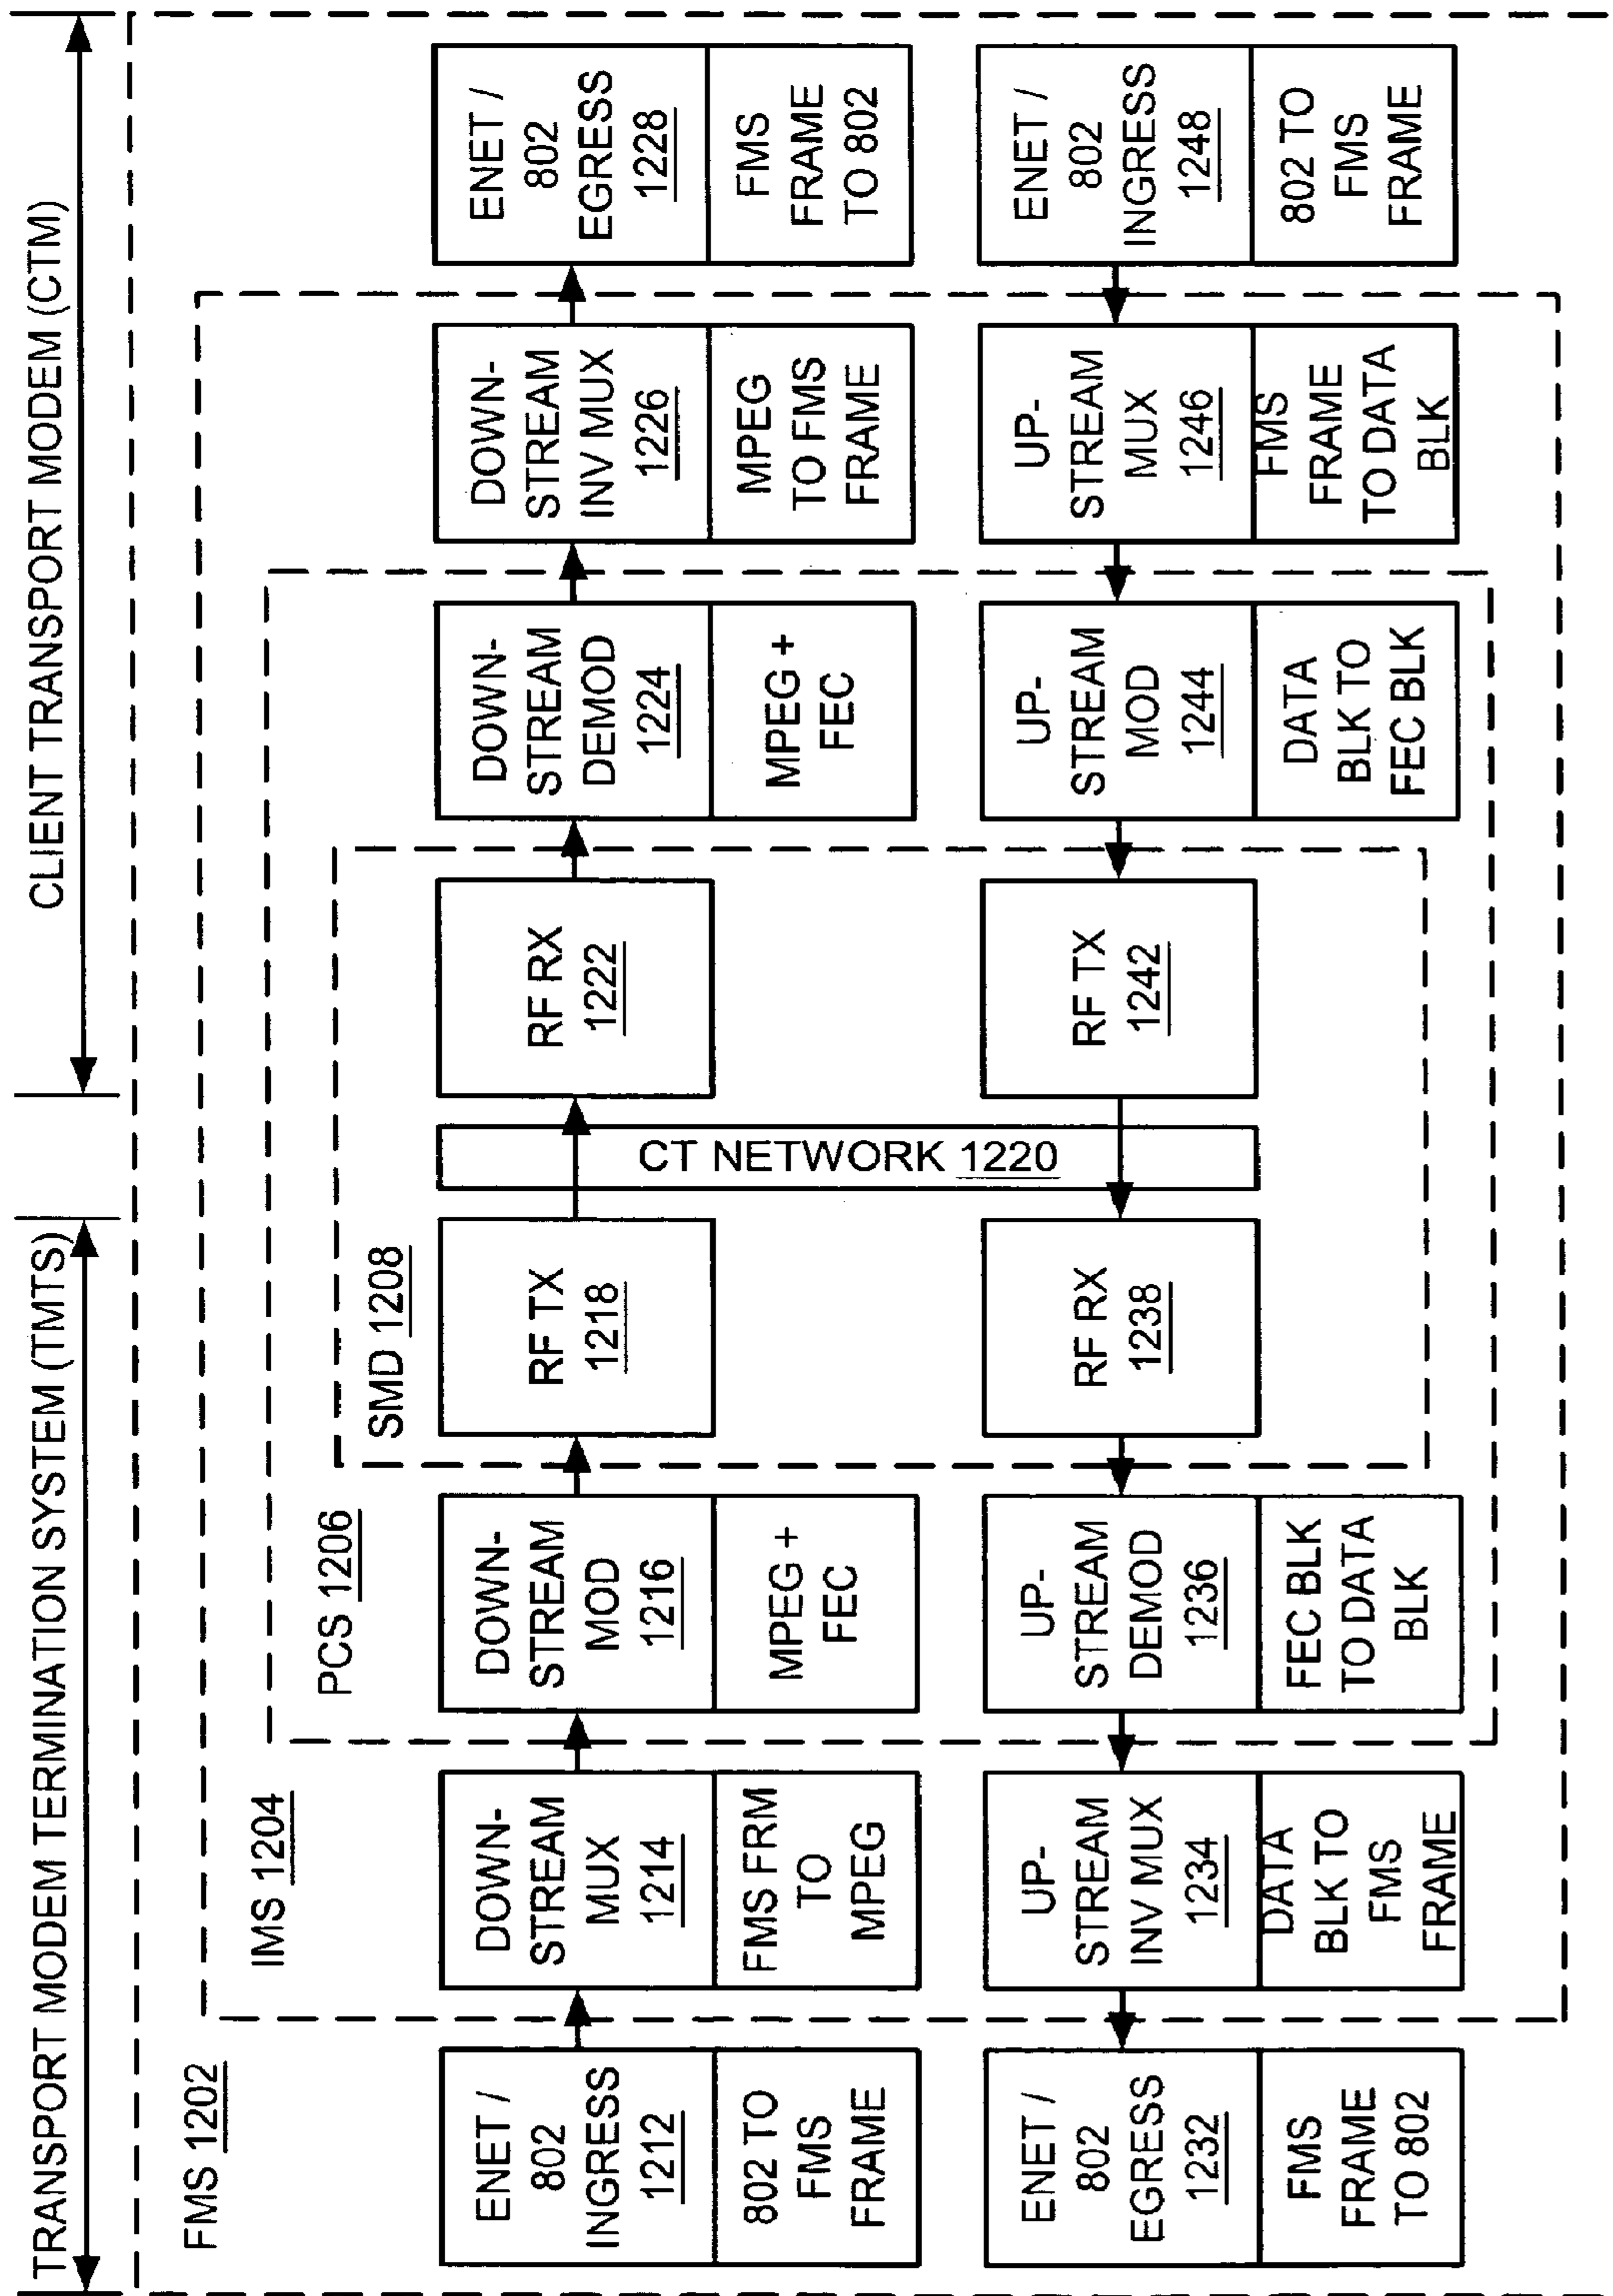 TRANSPORT MODEM TERMINATION SYSTEM (TMTS)
CLIENT TRANSPORT MODEM (CTM)
FMS 1202
IMS 1204
PCS 1206
SMD 1208
ENET /
802
INGRESS
1212
802 TO
FMS
FRAME
DOWN-
STREAM
MUX
1214
FMS FRM
TO
MPEG
DOWN-
STREAM
MOD
1216
MPEG +
FEC
RF TX
1218
CT NETWORK 1220
RF RX
1222
DOWN-
STREAM
DEMOD
1224
MPEG +
FEC
DOWN-
STREAM
INV MUX
1226
MPEG
TO FMS
FRAME
ENET /
802
EGRESS
1228
FMS
FRAME
TO 802
ENET /
802
EGRESS
1232
FMS
FRAME
TO 802
UP-
STREAM
INV MUX
1234
DATA
BLK TO
FMS
FRAME
UP-
STREAM
DEMOD
1236
FEC BLK
TO DATA
BLK
RF RX
1238
RF TX
1242
UP-
STREAM
MOD
1244
DATA
BLK TO
FEC BLK
UP-
STREAM
MUX
1246
FMS
FRAME
TO DATA
BLK
ENET /
802
INGRESS
1248
802 TO
FMS
FRAME